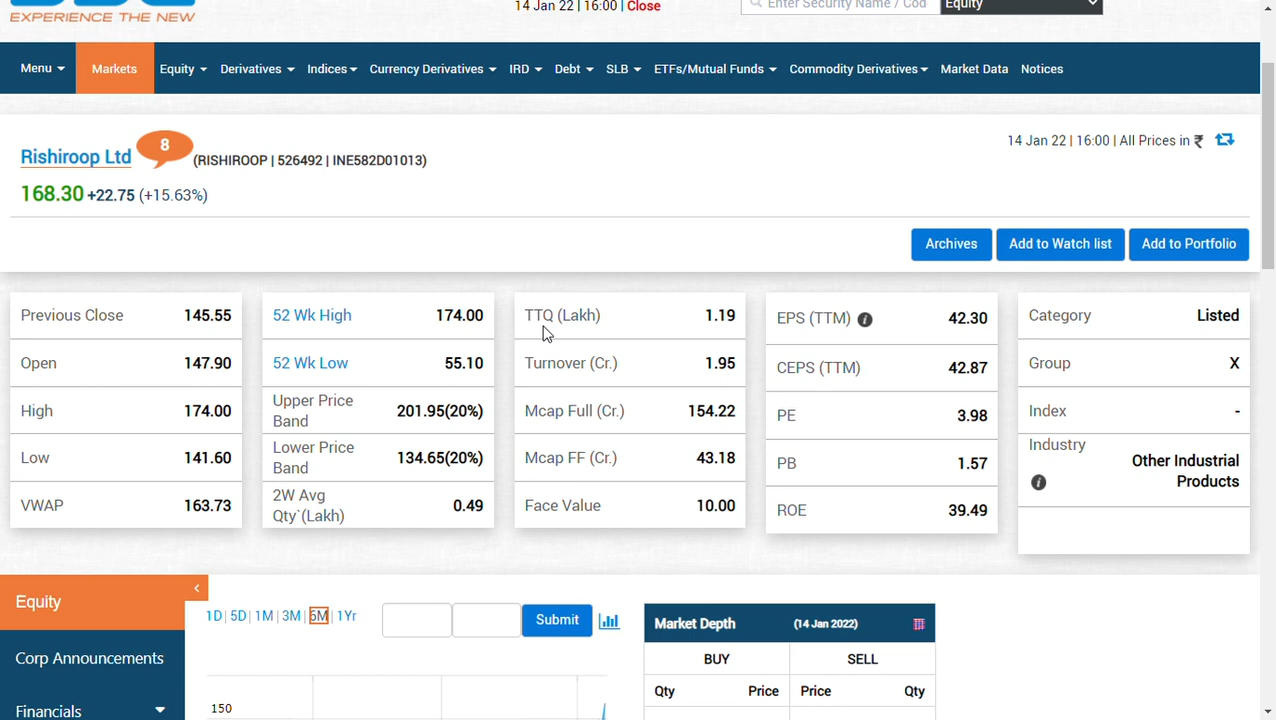 EXPERIENCE THE NEW
14 Jan 22 | 16:00 | Close
Enter Security Name / Cod
Equity
Menu Markets Equity Derivatives Indices Currency Derivatives IRD Debt SLB ETFs/Mutual Funds Commodity Derivatives Market Data Notices
Rishiroop Ltd 8 (RISHIROOP | 526492 | INE582D01013)
14 Jan 22 | 16:00 | All Prices in ₹
168.30 +22.75 (+15.63%)
Archives Add to Watch list Add to Portfolio
Previous Close 145.55
Open 147.90
High 174.00
Low 141.60
VWAP 163.73
52 Wk High 174.00
52 Wk Low 55.10
Upper Price
Band 201.95(20%)
Lower Price
Band 134.65(20%)
2W Avg
Qty`(Lakh) 0.49
TTQ (Lakh) 1.19
Turnover (Cr.) 1.95
Mcap Full (Cr.) 154.22
Mcap FF (Cr.) 43.18
Face Value 10.00
EPS (TTM) 42.30
CEPS (TTM) 42.87
PE 3.98
PB 1.57
ROE 39.49
Category Listed
Group X
Index -
Industry
Other Industrial
Products
Equity
Corp Announcements
Financials
1D | 5D | 1M | 3M | 6M | 1Yr
Submit
150
Market Depth (14 Jan 2022)
BUY SELL
Qty Price Price Qty